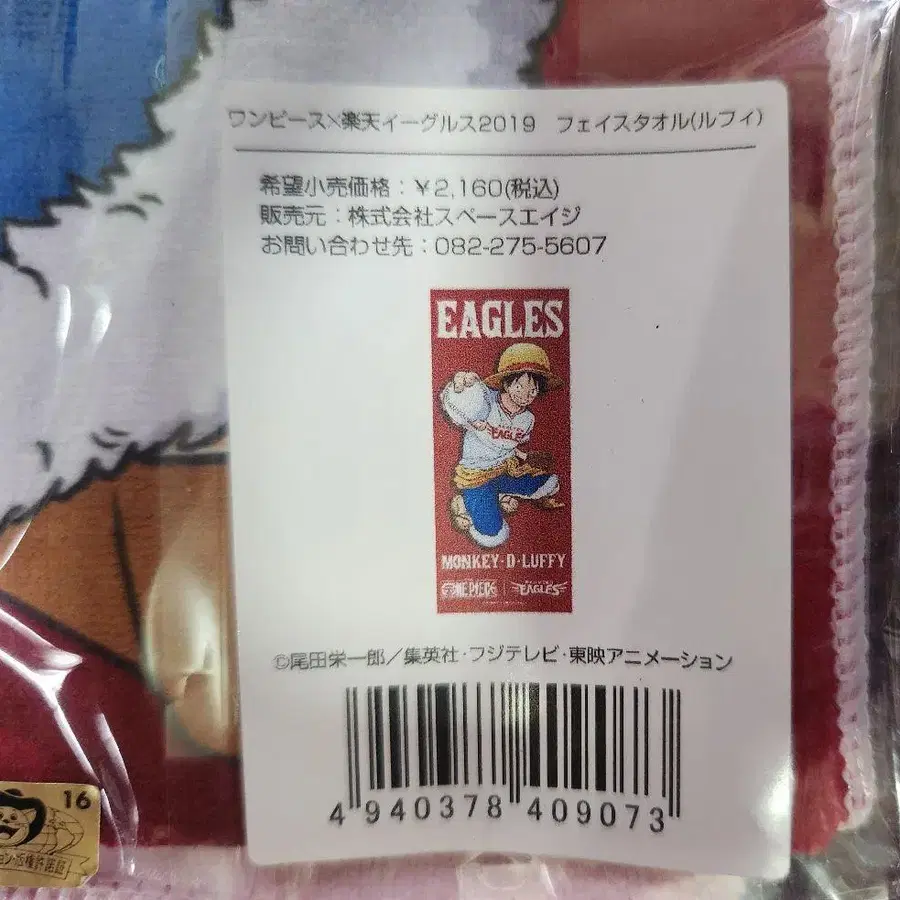 ワンピース×楽天イーグルス2019 フェイスタオル(ルフィ)
希望小売価格：￥2,160(税込)
販売元：株式会社スペースエイジ
お問い合わせ先：082-275-5607
EAGLES
EAGLES
MONKEY・D・LUFFY
ONE PIECE EAGLES
©尾田栄一郎／集英社・フジテレビ・東映アニメーション
4 940378 409073
16